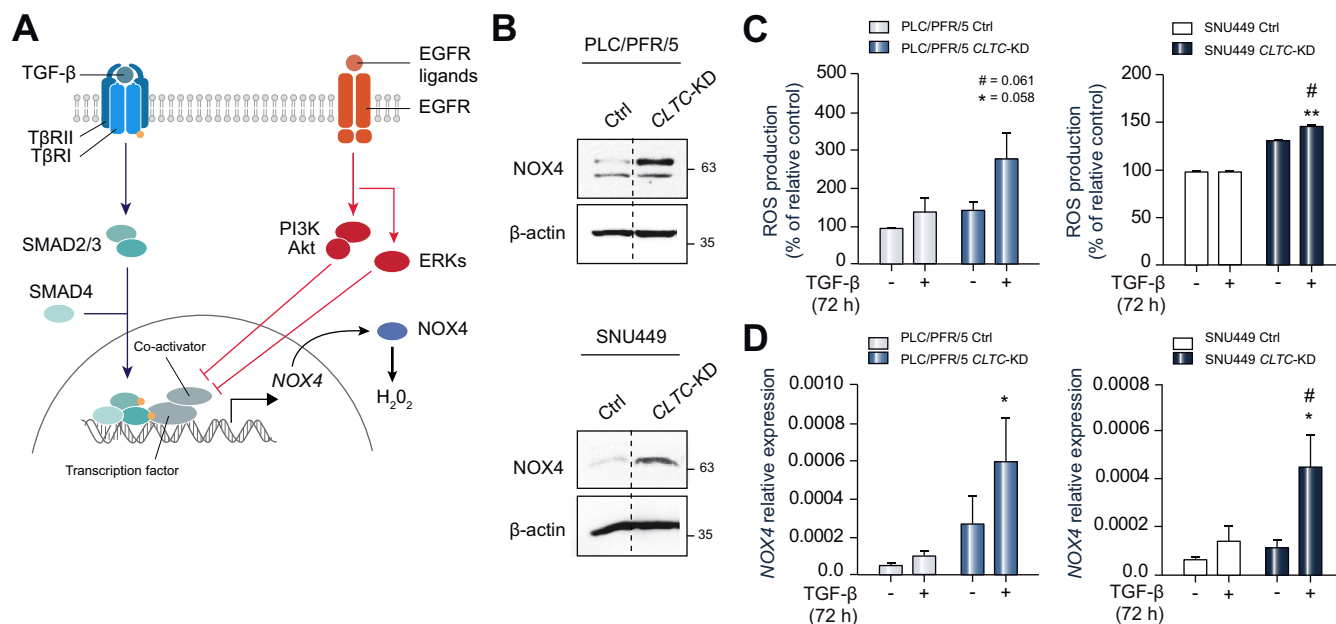 A
TGF-β
TβRII
TβRI
EGFR
ligands
EGFR
SMAD2/3
PI3K
Akt
ERKs
SMAD4
NOX4
Co-activator
NOX4
H2O2
Transcription factor
B
PLC/PFR/5
Ctrl
CLTC-KD
NOX4
63
β-actin
35
SNU449
Ctrl
CLTC-KD
NOX4
63
β-actin
35
C
PLC/PFR/5 Ctrl
PLC/PFR/5 CLTC-KD
# = 0.061
* = 0.058
ROS production
(% of relative control)
500
400
300
200
100
0
TGF-β
(72 h)
- + - +
SNU449 Ctrl
SNU449 CLTC-KD
ROS production
(% of relative control)
200
150
100
50
0
#
**
TGF-β
(72 h)
- + - +
D
PLC/PFR/5 Ctrl
PLC/PFR/5 CLTC-KD
NOX4 relative expression
0.0010
0.0008
0.0006
0.0004
0.0002
0.0
*
TGF-β
(72 h)
- + - +
SNU449 Ctrl
SNU449 CLTC-KD
NOX4 relative expression
0.0008
0.0006
0.0004
0.0002
0.0
#
*
TGF-β
(72 h)
- + - +